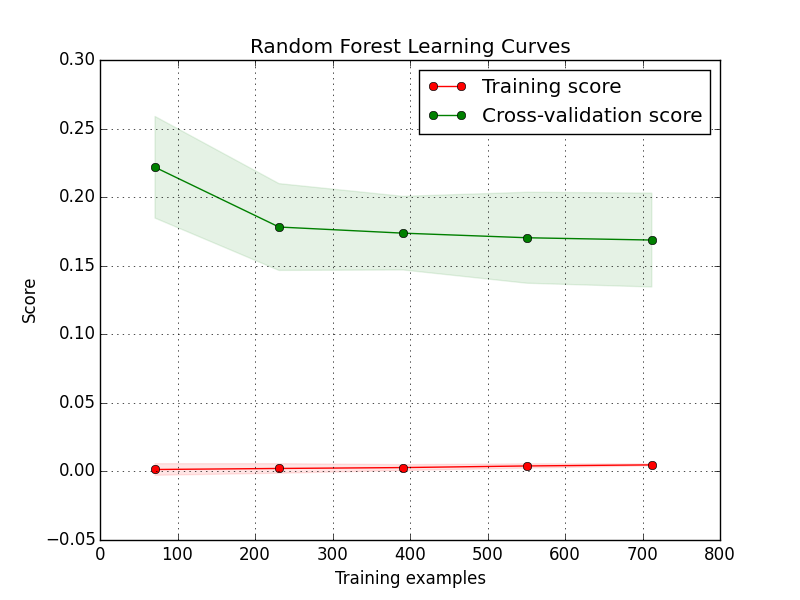 Random Forest Learning Curves
Training score
Cross-validation score
0.30
0.25
0.20
0.15
0.10
0.05
0.00
−0.05
Score
0 100 200 300 400 500 600 700 800
Training examples